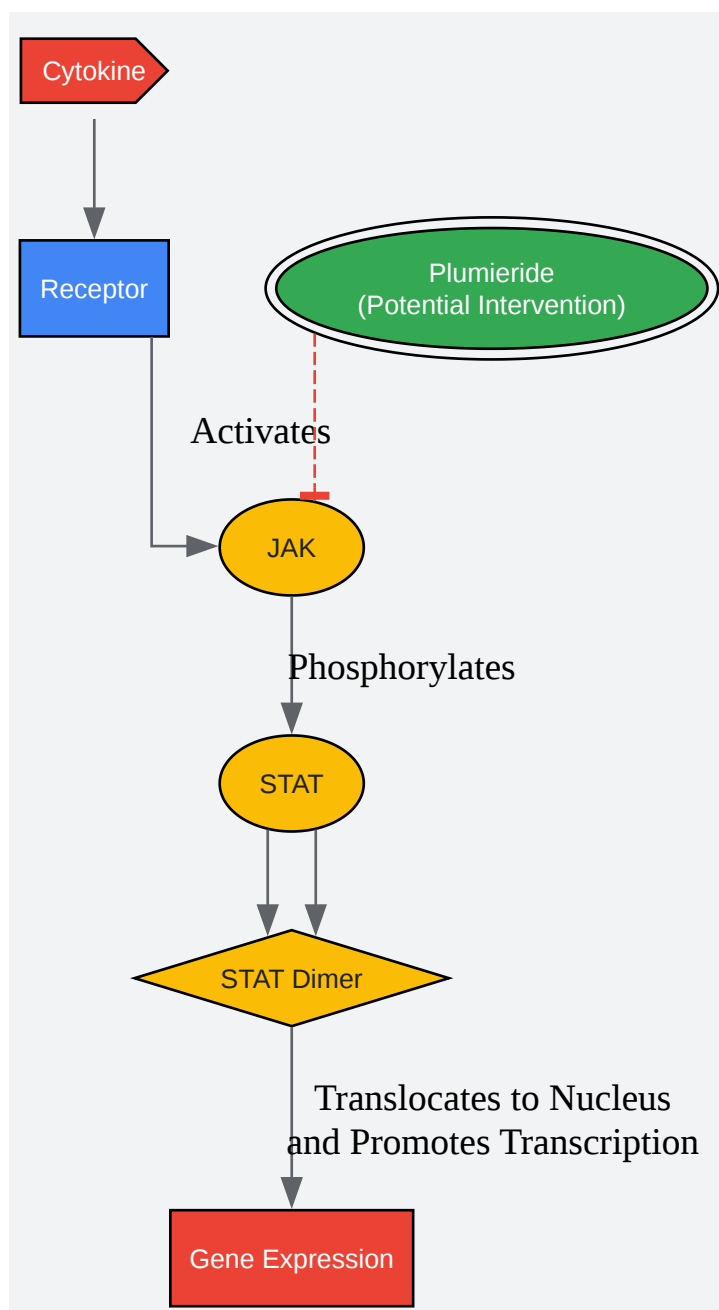 Cytokine
Receptor
Plumieride
(Potential Intervention)
Activates
JAK
Phosphorylates
STAT
STAT Dimer
Translocates to Nucleus
and Promotes Transcription
Gene Expression